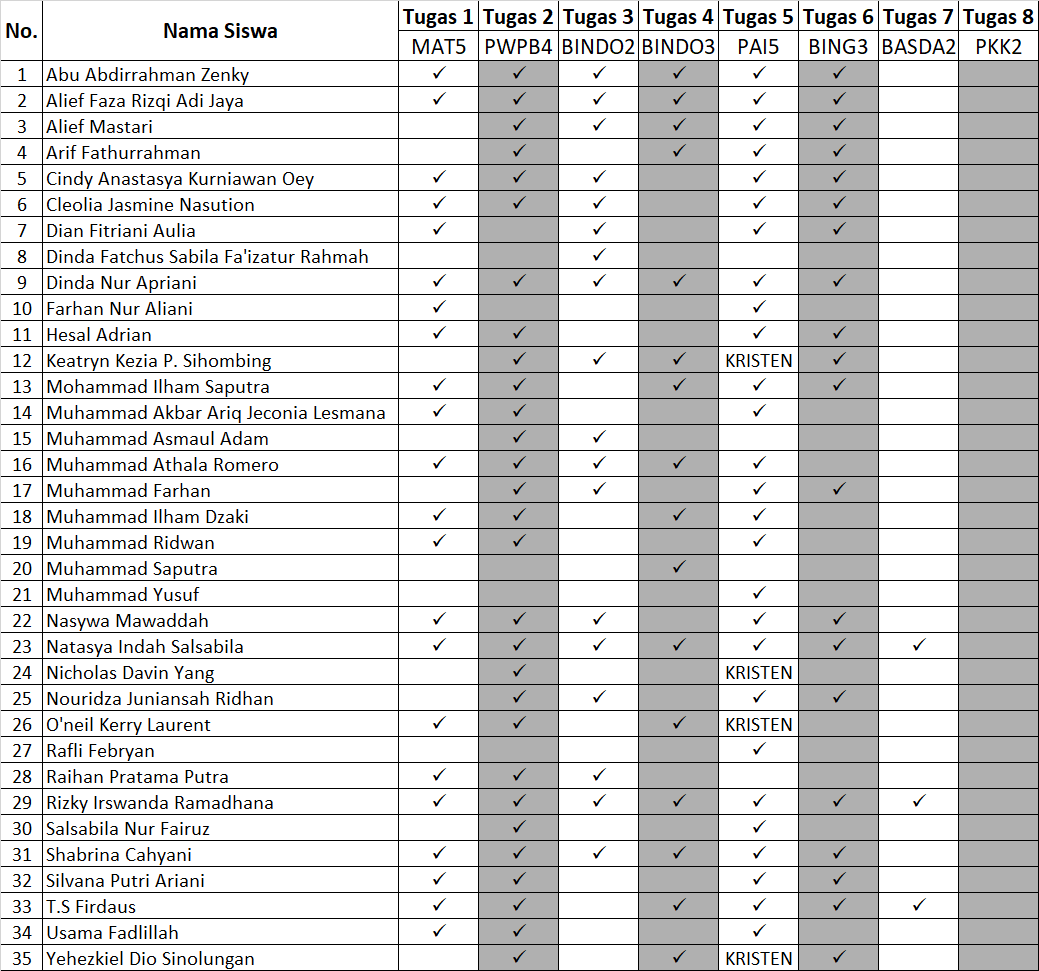 No. Nama Siswa Tugas 1 Tugas 2 Tugas 3 Tugas 4 Tugas 5 Tugas 6 Tugas 7 Tugas 8
MAT5 PWPB4 BINDO2 BINDO3 PAI5 BING3 BASDA2 PKK2
1 Abu Abdirrahman Zenky ✓ ✓ ✓ ✓ ✓ ✓
2 Alief Faza Rizqi Adi Jaya ✓ ✓ ✓ ✓ ✓ ✓
3 Alief Mastari ✓ ✓ ✓ ✓ ✓
4 Arif Fathurrahman ✓ ✓ ✓ ✓
5 Cindy Anastasya Kurniawan Oey ✓ ✓ ✓ ✓ ✓
6 Cleolia Jasmine Nasution ✓ ✓ ✓ ✓ ✓
7 Dian Fitriani Aulia ✓ ✓ ✓ ✓
8 Dinda Fatchus Sabila Fa'izatur Rahmah ✓
9 Dinda Nur Apriani ✓ ✓ ✓ ✓ ✓ ✓
10 Farhan Nur Aliani ✓ ✓
11 Hesal Adrian ✓ ✓ ✓ ✓
12 Keatryn Kezia P. Sihombing ✓ ✓ ✓ KRISTEN ✓
13 Mohammad Ilham Saputra ✓ ✓ ✓ ✓ ✓
14 Muhammad Akbar Ariq Jeconia Lesmana ✓ ✓ ✓
15 Muhammad Asmaul Adam ✓ ✓
16 Muhammad Athala Romero ✓ ✓ ✓ ✓ ✓
17 Muhammad Farhan ✓ ✓ ✓ ✓
18 Muhammad Ilham Dzaki ✓ ✓ ✓ ✓
19 Muhammad Ridwan ✓ ✓ ✓
20 Muhammad Saputra ✓
21 Muhammad Yusuf ✓
22 Nasywa Mawaddah ✓ ✓ ✓ ✓ ✓
23 Natasya Indah Salsabila ✓ ✓ ✓ ✓ ✓ ✓ ✓
24 Nicholas Davin Yang ✓ KRISTEN
25 Nouridza Juniansah Ridhan ✓ ✓ ✓ ✓
26 O'neil Kerry Laurent ✓ ✓ ✓ KRISTEN
27 Rafli Febryan ✓
28 Raihan Pratama Putra ✓ ✓ ✓
29 Rizky Irswanda Ramadhana ✓ ✓ ✓ ✓ ✓ ✓ ✓
30 Salsabila Nur Fairuz ✓ ✓
31 Shabrina Cahyani ✓ ✓ ✓ ✓ ✓ ✓
32 Silvana Putri Ariani ✓ ✓ ✓ ✓
33 T.S Firdaus ✓ ✓ ✓ ✓ ✓ ✓
34 Usama Fadlillah ✓ ✓ ✓
35 Yehezkiel Dio Sinolungan ✓ ✓ KRISTEN ✓